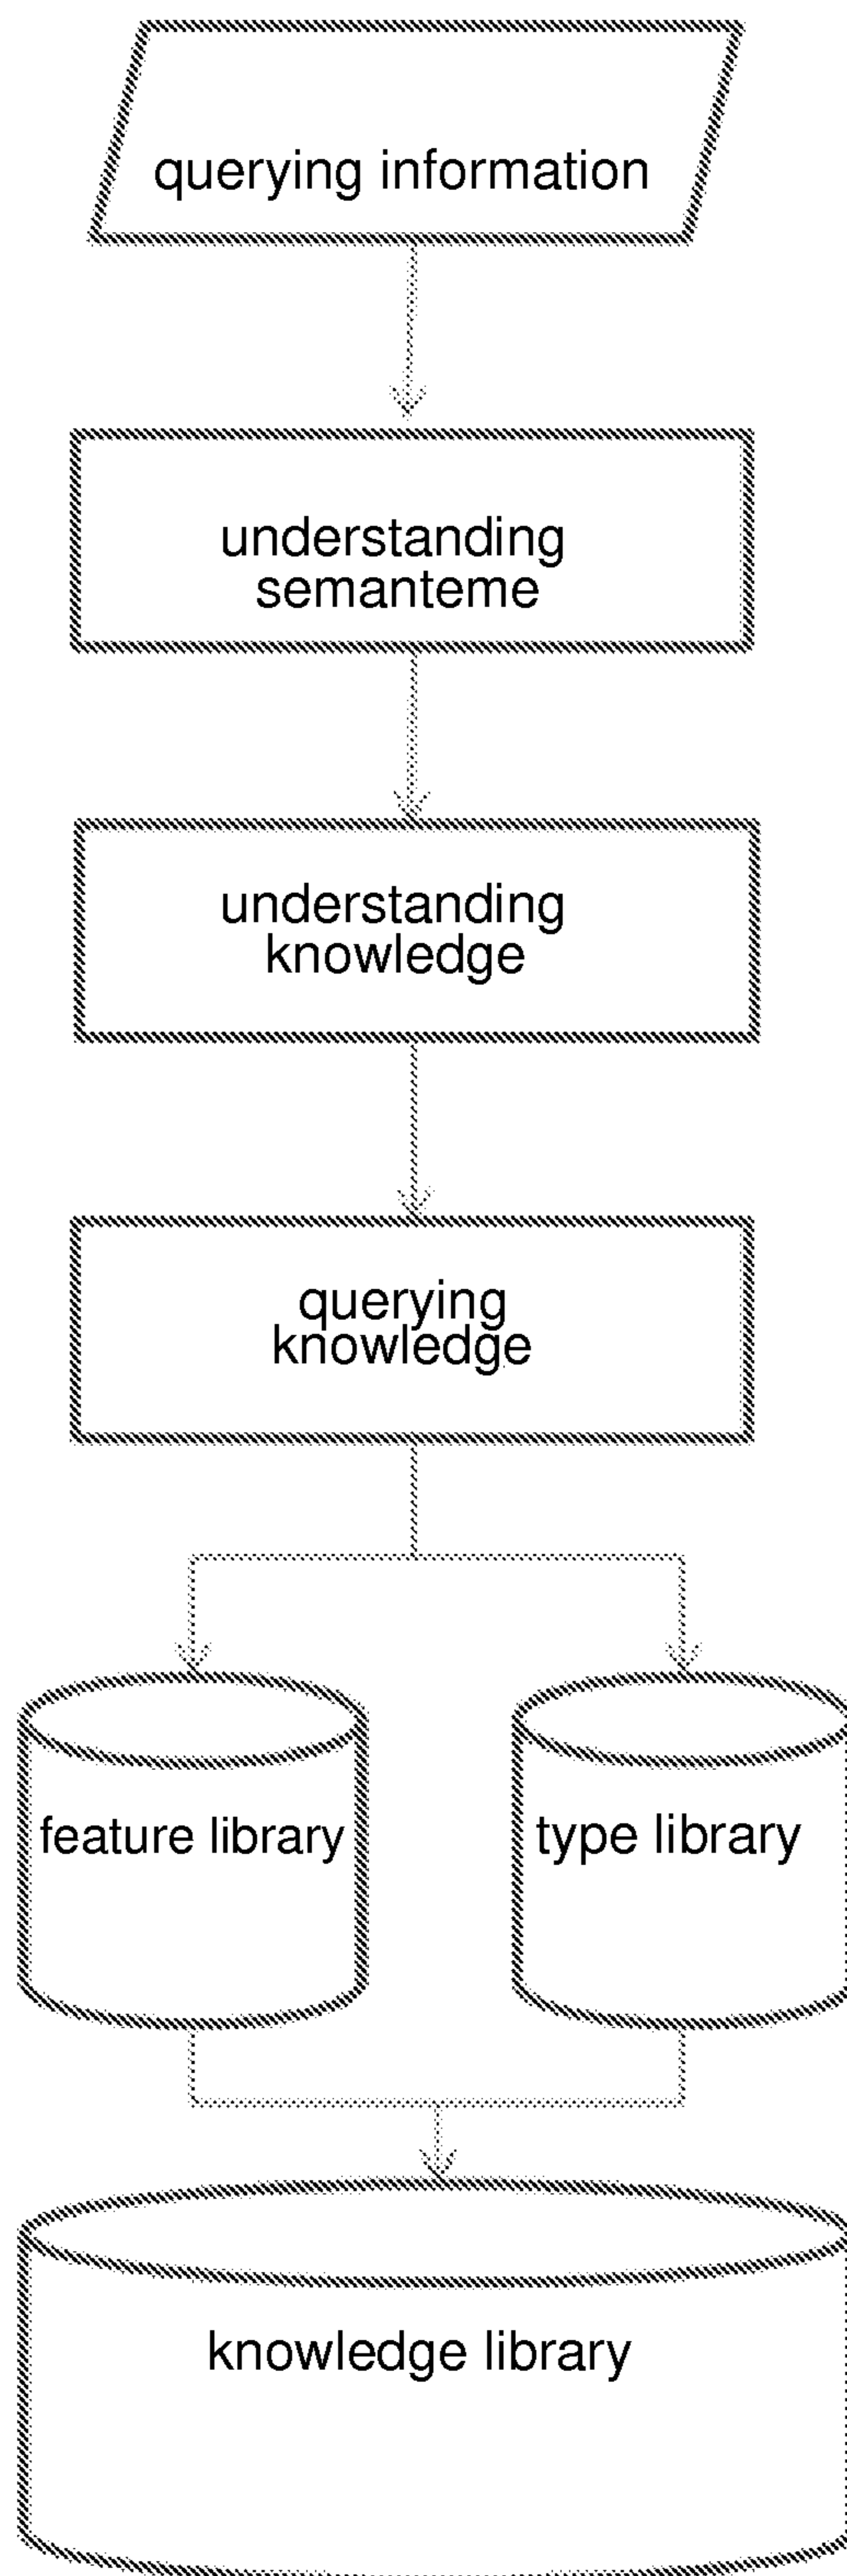 querying information
understanding
semanteme
understanding
knowledge
querying
knowledge
feature library
type library
knowledge library